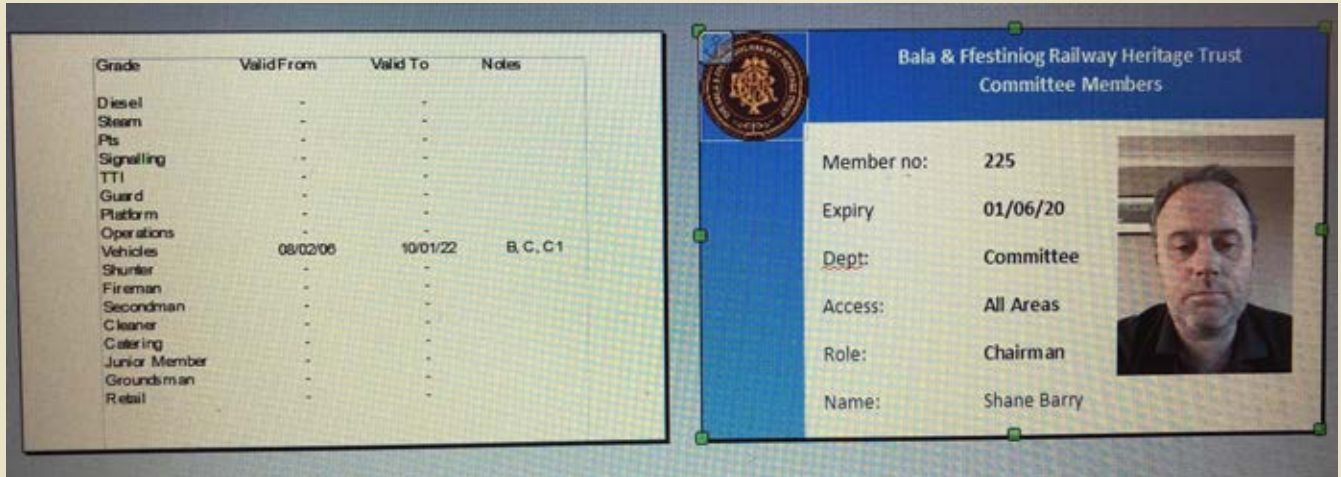 Grade Valid From Valid To Notes
Diesel - -
Steam - -
Pts - -
Signalling - -
TTI - -
Guard - -
Platform - -
Operations - -
Vehicles 08/02/06 10/01/22 B, C, C1
Shunter - -
Fireman - -
Secondman - -
Cleaner - -
Catering - -
Junior Member - -
Groundsman - -
Retail - -
Bala & Ffestiniog Railway Heritage Trust
Committee Members
Member no: 225
Expiry 01/06/20
Dept: Committee
Access: All Areas
Role: Chairman
Name: Shane Barry